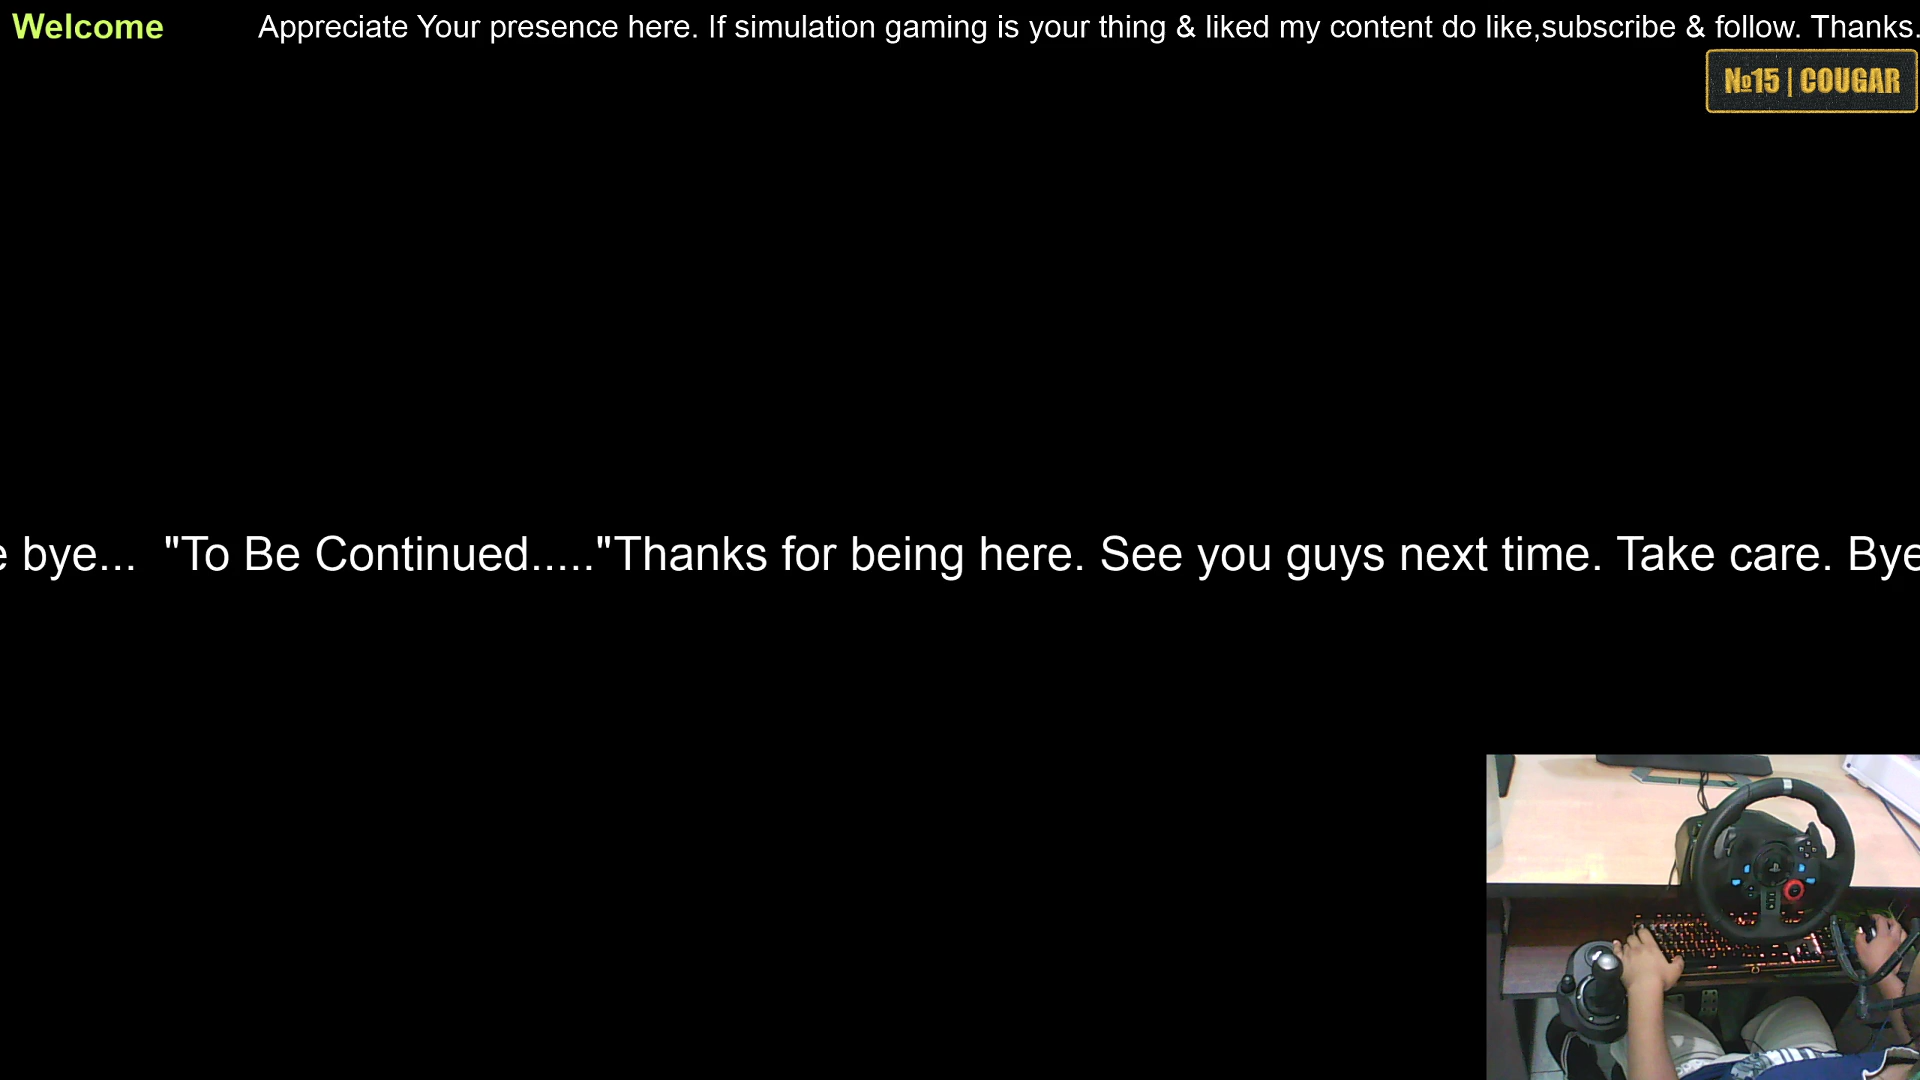 Welcome
Appreciate Your presence here. If simulation gaming is your thing & liked my content do like,subscribe & follow. Thanks.
№15 | COUGAR
e bye... "To Be Continued....."Thanks for being here. See you guys next time. Take care. Bye